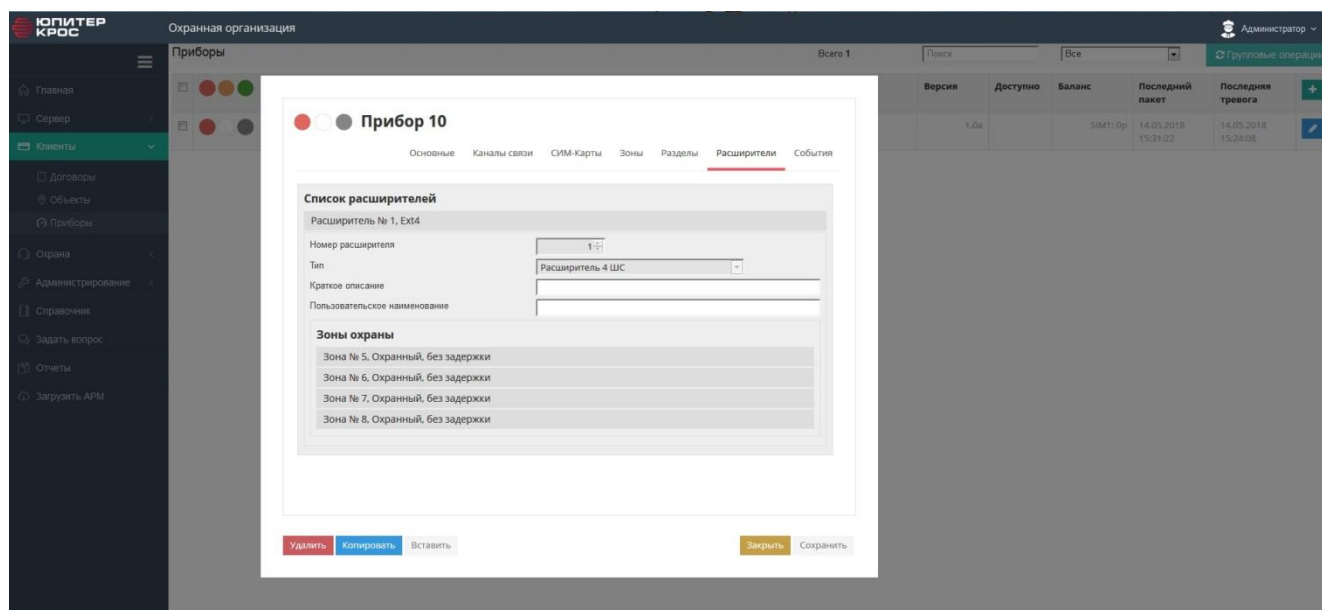 ЮПИТЕР
КРОС
Охранная организация
Администратор
Приборы
Всего 1
Поиск
Все
Групповые операции
Главная
Сервер
Клиенты
Договоры
Объекты
Приборы
Охрана
Администрирование
Справочник
Задать вопрос
Отчеты
Загрузить АРМ
Версия
Доступно
Баланс
Последний
пакет
Последняя
тревога
1.0a
SIM1: 0р
14.05.2018
15:31:22
14.05.2018
15:24:08
Прибор 10
Основные Каналы связи СИМ-Карты Зоны Разделы Расширители События
Список расширителей
Расширитель № 1, Ext4
Номер расширителя 1
Тип Расширитель 4 ШС
Краткое описание
Пользовательское наименование
Зоны охраны
Зона № 5, Охранный, без задержки
Зона № 6, Охранный, без задержки
Зона № 7, Охранный, без задержки
Зона № 8, Охранный, без задержки
Удалить Копировать Вставить Закрыть Сохранить